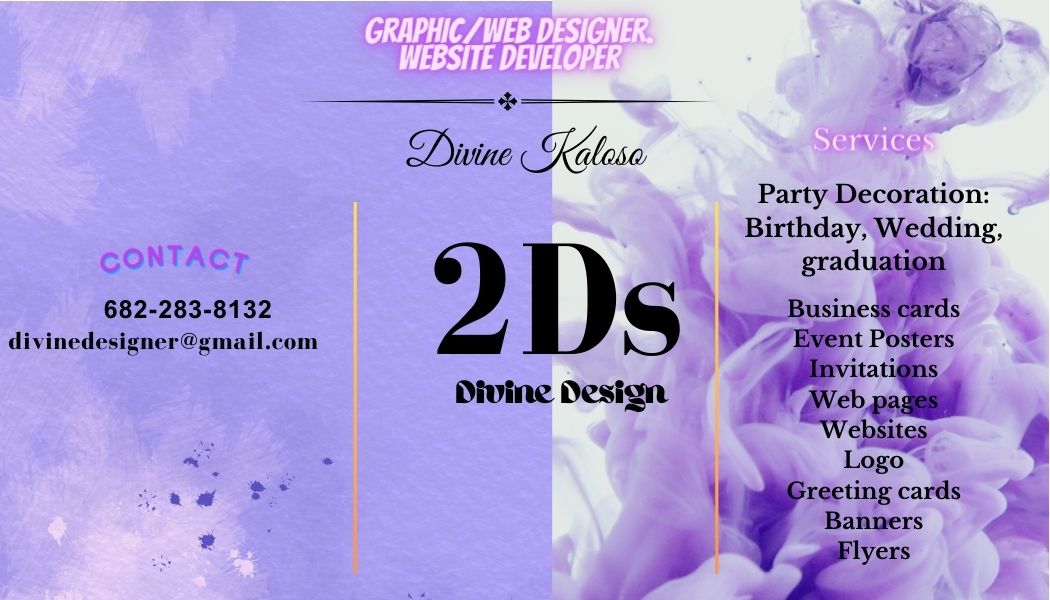 GRAPHIC/WEB DESIGNER.
WEBSITE DEVELOPER
Divine Kaloso
CONTACT
682-283-8132
divinedesigner@gmail.com
2Ds
Divine Design
Services
Party Decoration:
Birthday, Wedding,
graduation
Business cards
Event Posters
Invitations
Web pages
Websites
Logo
Greeting cards
Banners
Flyers